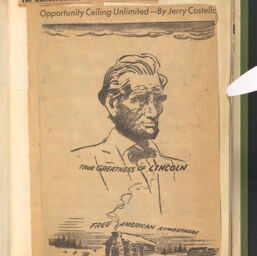 Opportunity Ceiling Unlimited —By Jerry Costello
TRUE GREATNESS OF LINCOLN
FREE AMERICAN ATMOSPHERE